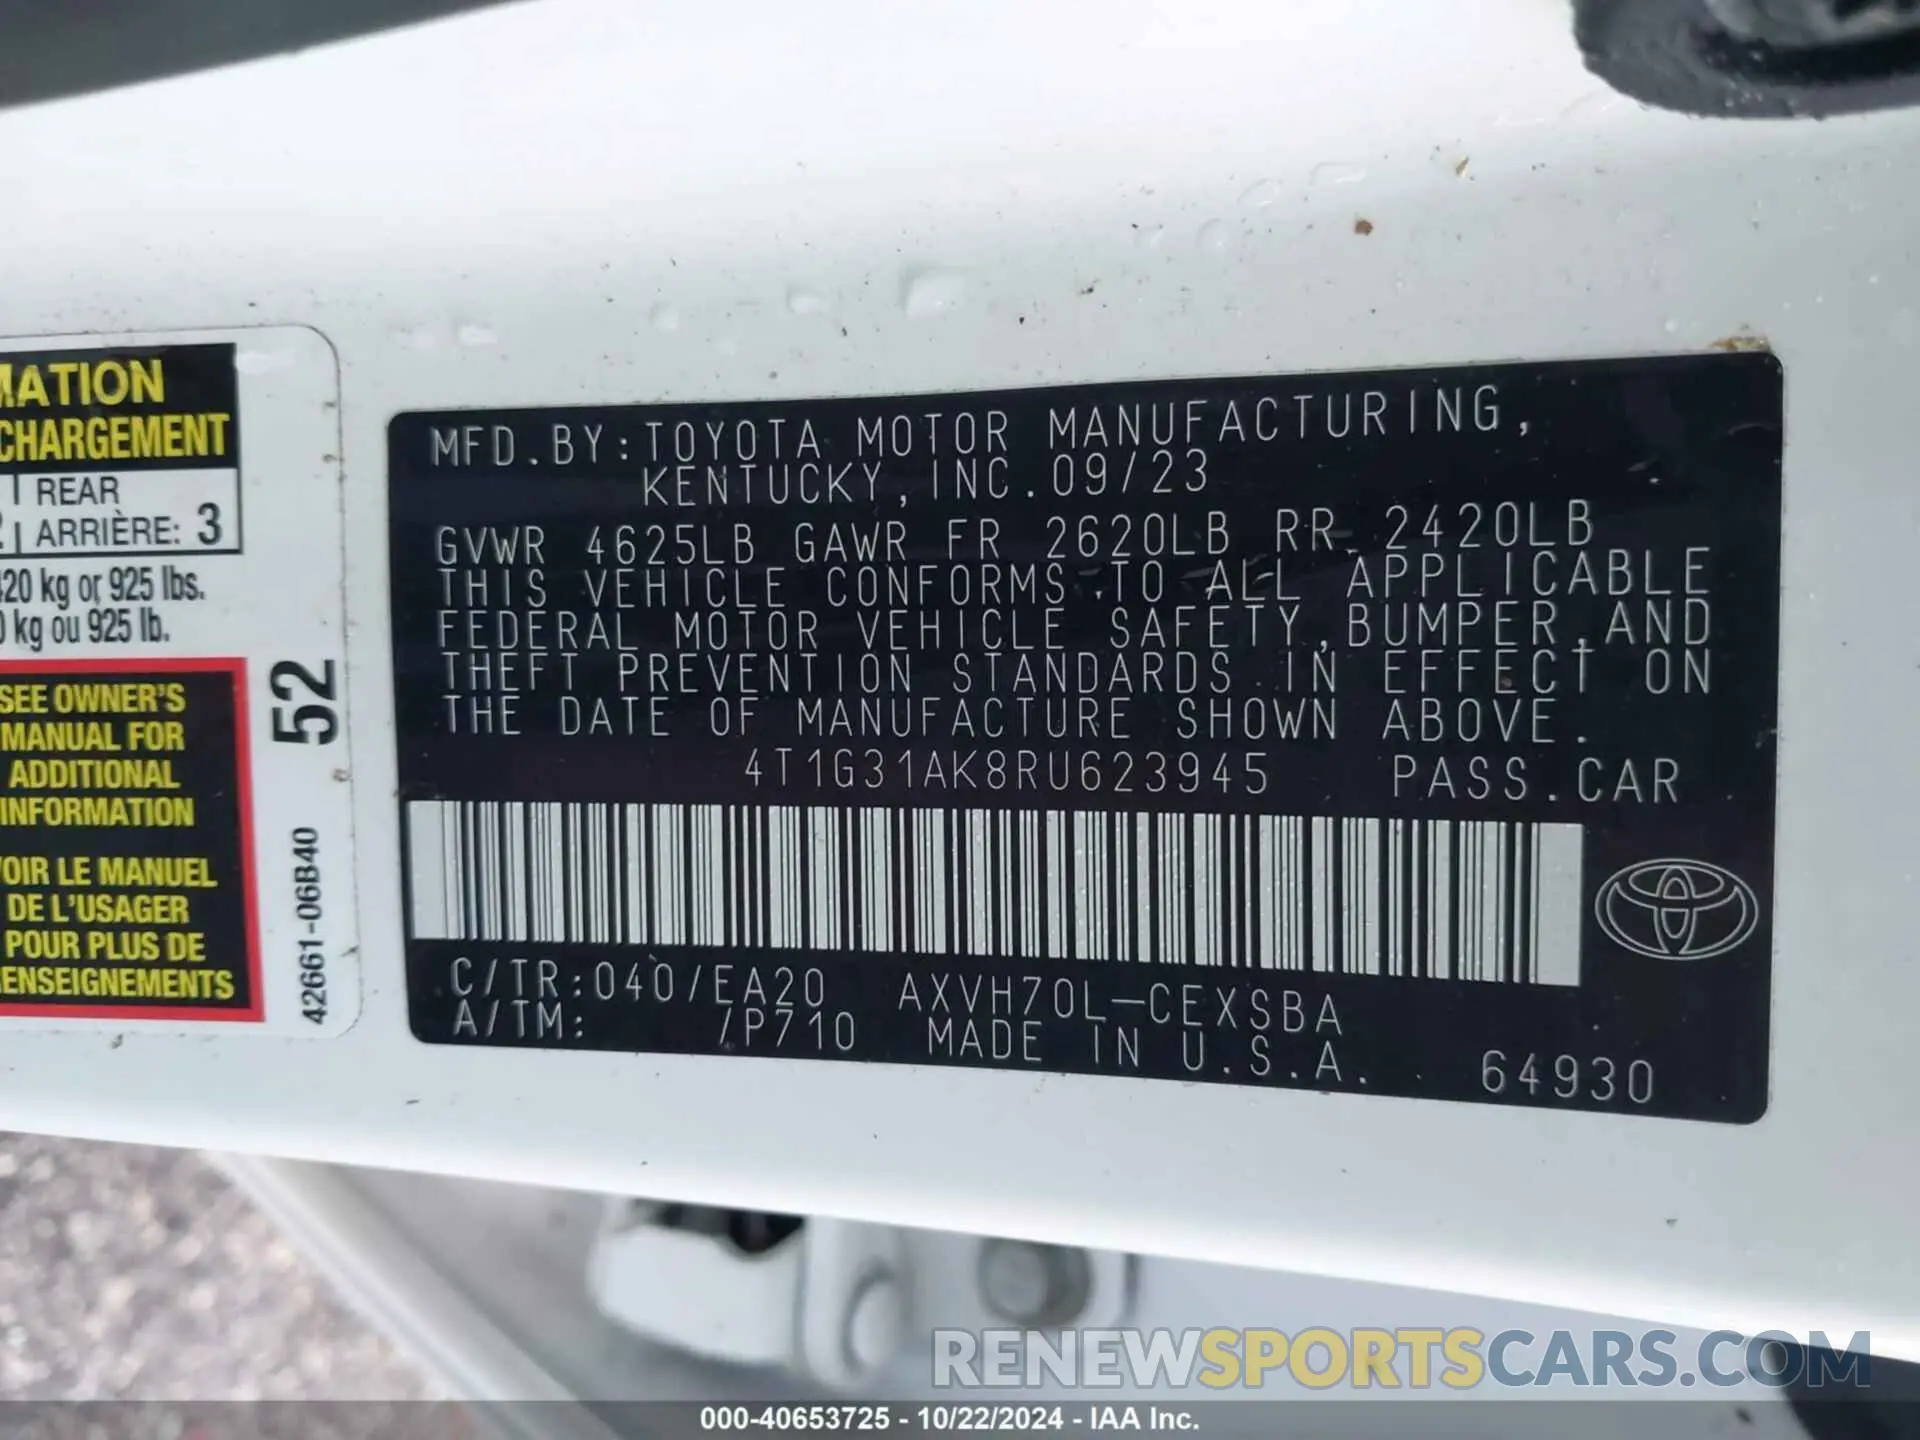 MATION
CHARGEMENT
REAR
ARRIÈRE: 3
420 kg or 925 lbs.
kg ou 925 lb.
SEE OWNER'S
MANUAL FOR
ADDITIONAL
INFORMATION
VOIR LE MANUEL
DE L'USAGER
POUR PLUS DE
RENSEIGNEMENTS
52
42661-06B40
MFD.BY:TOYOTA MOTOR MANUFACTURING,
KENTUCKY,INC.09/23
GVWR 4625LB GAWR FR 2620LB RR 2420LB
THIS VEHICLE CONFORMS TO ALL APPLICABLE
FEDERAL MOTOR VEHICLE SAFETY,BUMPER,AND
THEFT PREVENTION STANDARDS IN EFFECT ON
THE DATE OF MANUFACTURE SHOWN ABOVE.
4T1G31AK8RU623945 PASS.CAR
C/TR:040/EA20 AXVH70L-CEXSBA
A/TM: /P710 MADE IN U.S.A. 64930
RENEWSPORTSCARS.COM
000-40653725 - 10/22/2024 - IAA Inc.